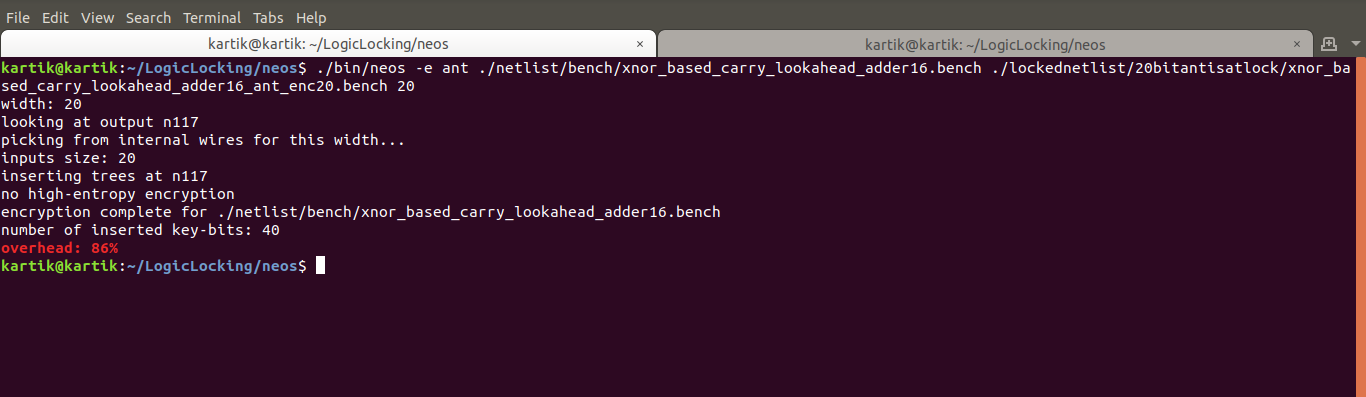 File Edit View Search Terminal Tabs Help
kartik@kartik: ~/LogicLocking/neos × kartik@kartik: ~/LogicLocking/neos ×
kartik@kartik:~/LogicLocking/neos$ ./bin/neos -e ant ./netlist/bench/xnor_based_carry_lookahead_adder16.bench ./lockednetlist/20bitantisatlock/xnor_ba
sed_carry_lookahead_adder16_ant_enc20.bench 20
width: 20
looking at output n117
picking from internal wires for this width...
inputs size: 20
inserting trees at n117
no high-entropy encryption
encryption complete for ./netlist/bench/xnor_based_carry_lookahead_adder16.bench
number of inserted key-bits: 40
overhead: 86%
kartik@kartik:~/LogicLocking/neos$